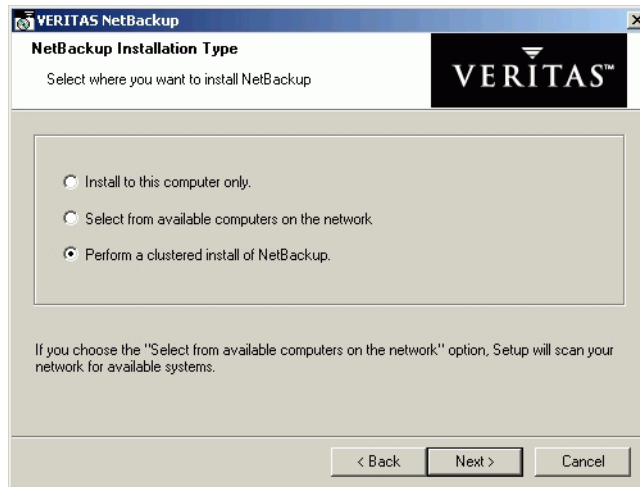 VERITAS NetBackup
NetBackup Installation Type
Select where you want to install NetBackup
VERITAS™
Install to this computer only.
Select from available computers on the network
Perform a clustered install of NetBackup.
If you choose the "Select from available computers on the network" option, Setup will scan your
network for available systems.
< Back
Next >
Cancel